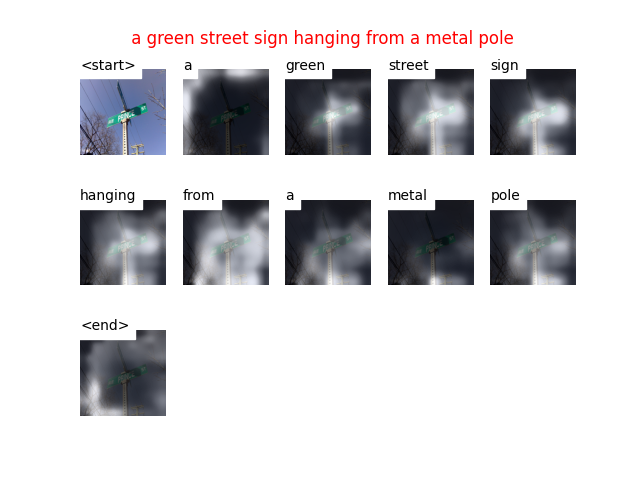 a green street sign hanging from a metal pole
<start> a green street sign
hanging from a metal pole
<end>